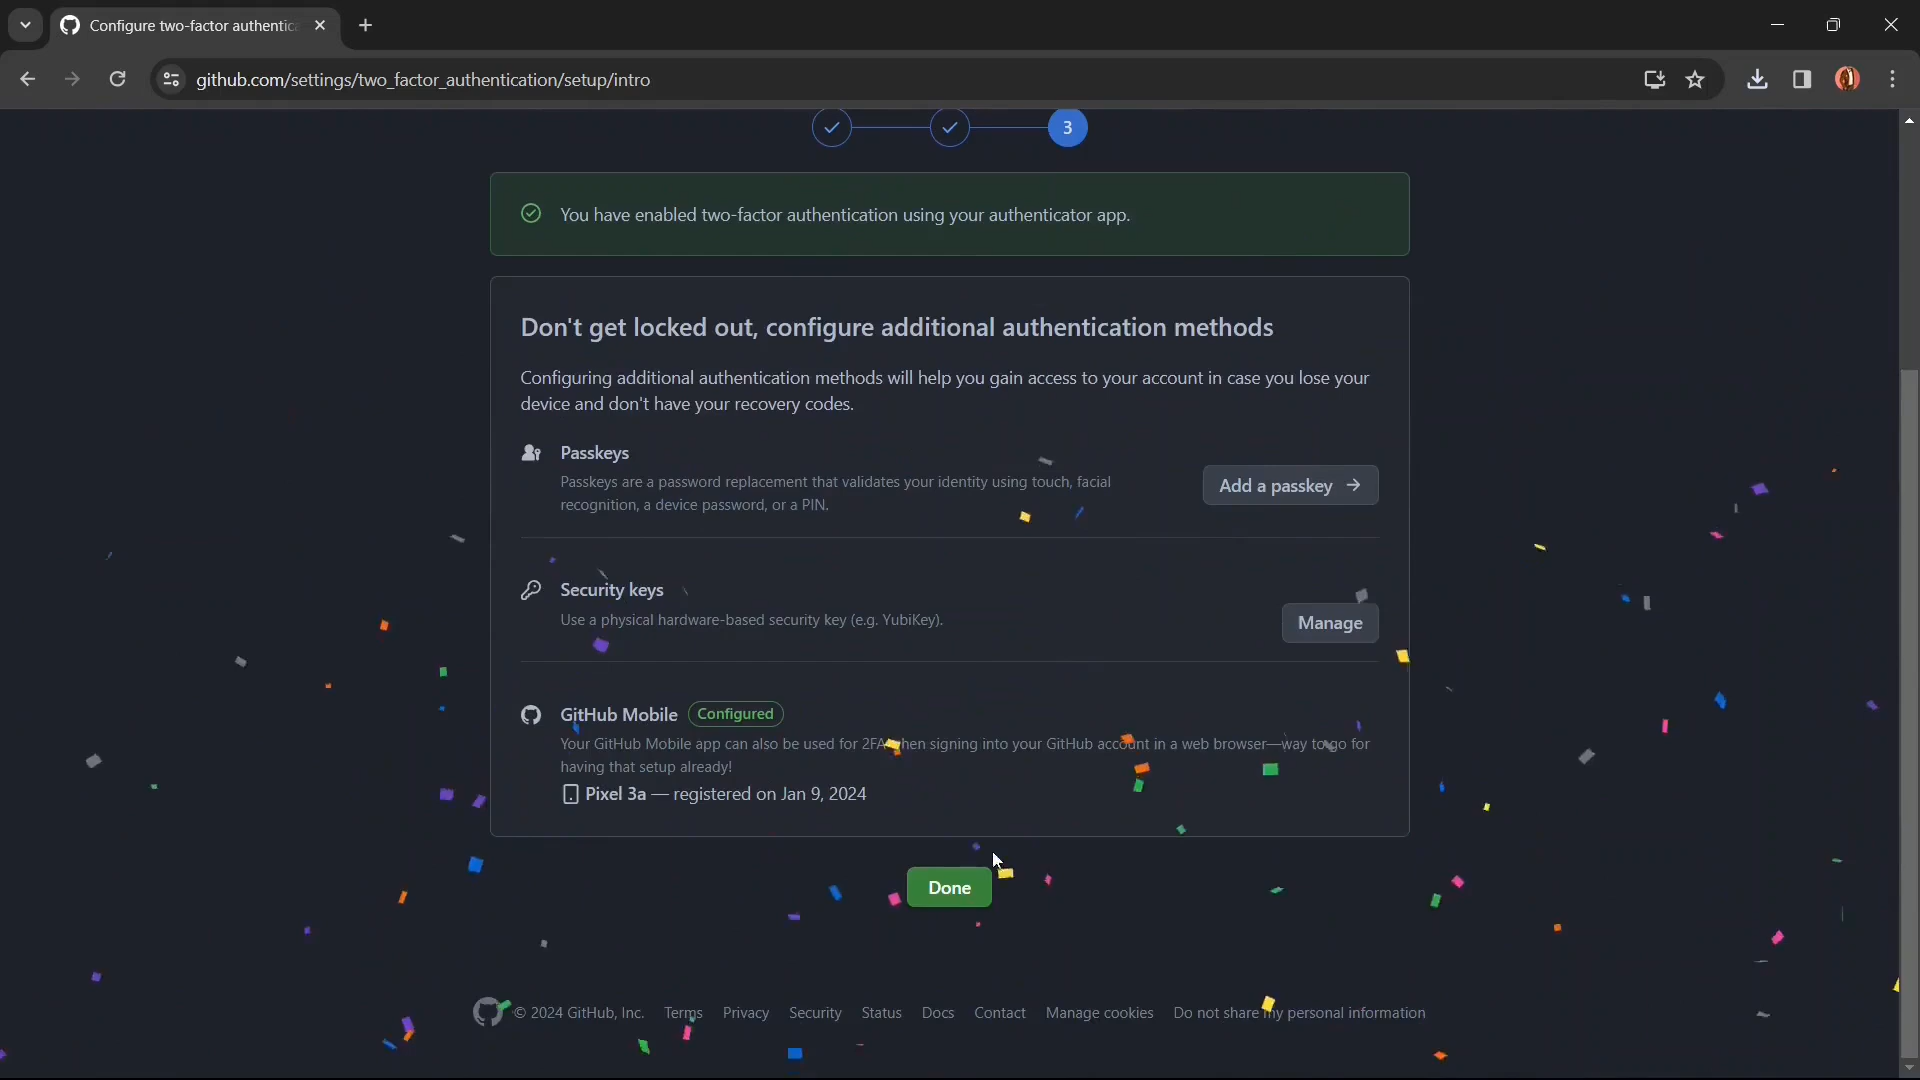 Configure two-factor authentic
github.com/settings/two_factor_authentication/setup/intro
3
You have enabled two-factor authentication using your authenticator app.
Don't get locked out, configure additional authentication methods
Configuring additional authentication methods will help you gain access to your account in case you lose your
device and don't have your recovery codes.
Passkeys
Passkeys are a password replacement that validates your identity using touch, facial
recognition, a device password, or a PIN.
Add a passkey
Security keys
Use a physical hardware-based security key (e.g. YubiKey).
Manage
GitHub Mobile Configured
Your GitHub Mobile app can also be used for 2FA when signing into your GitHub account in a web browser—way to go for
having that setup already!
Pixel 3a — registered on Jan 9, 2024
Done
© 2024 GitHub, Inc. Terms Privacy Security Status Docs Contact Manage cookies Do not share my personal information